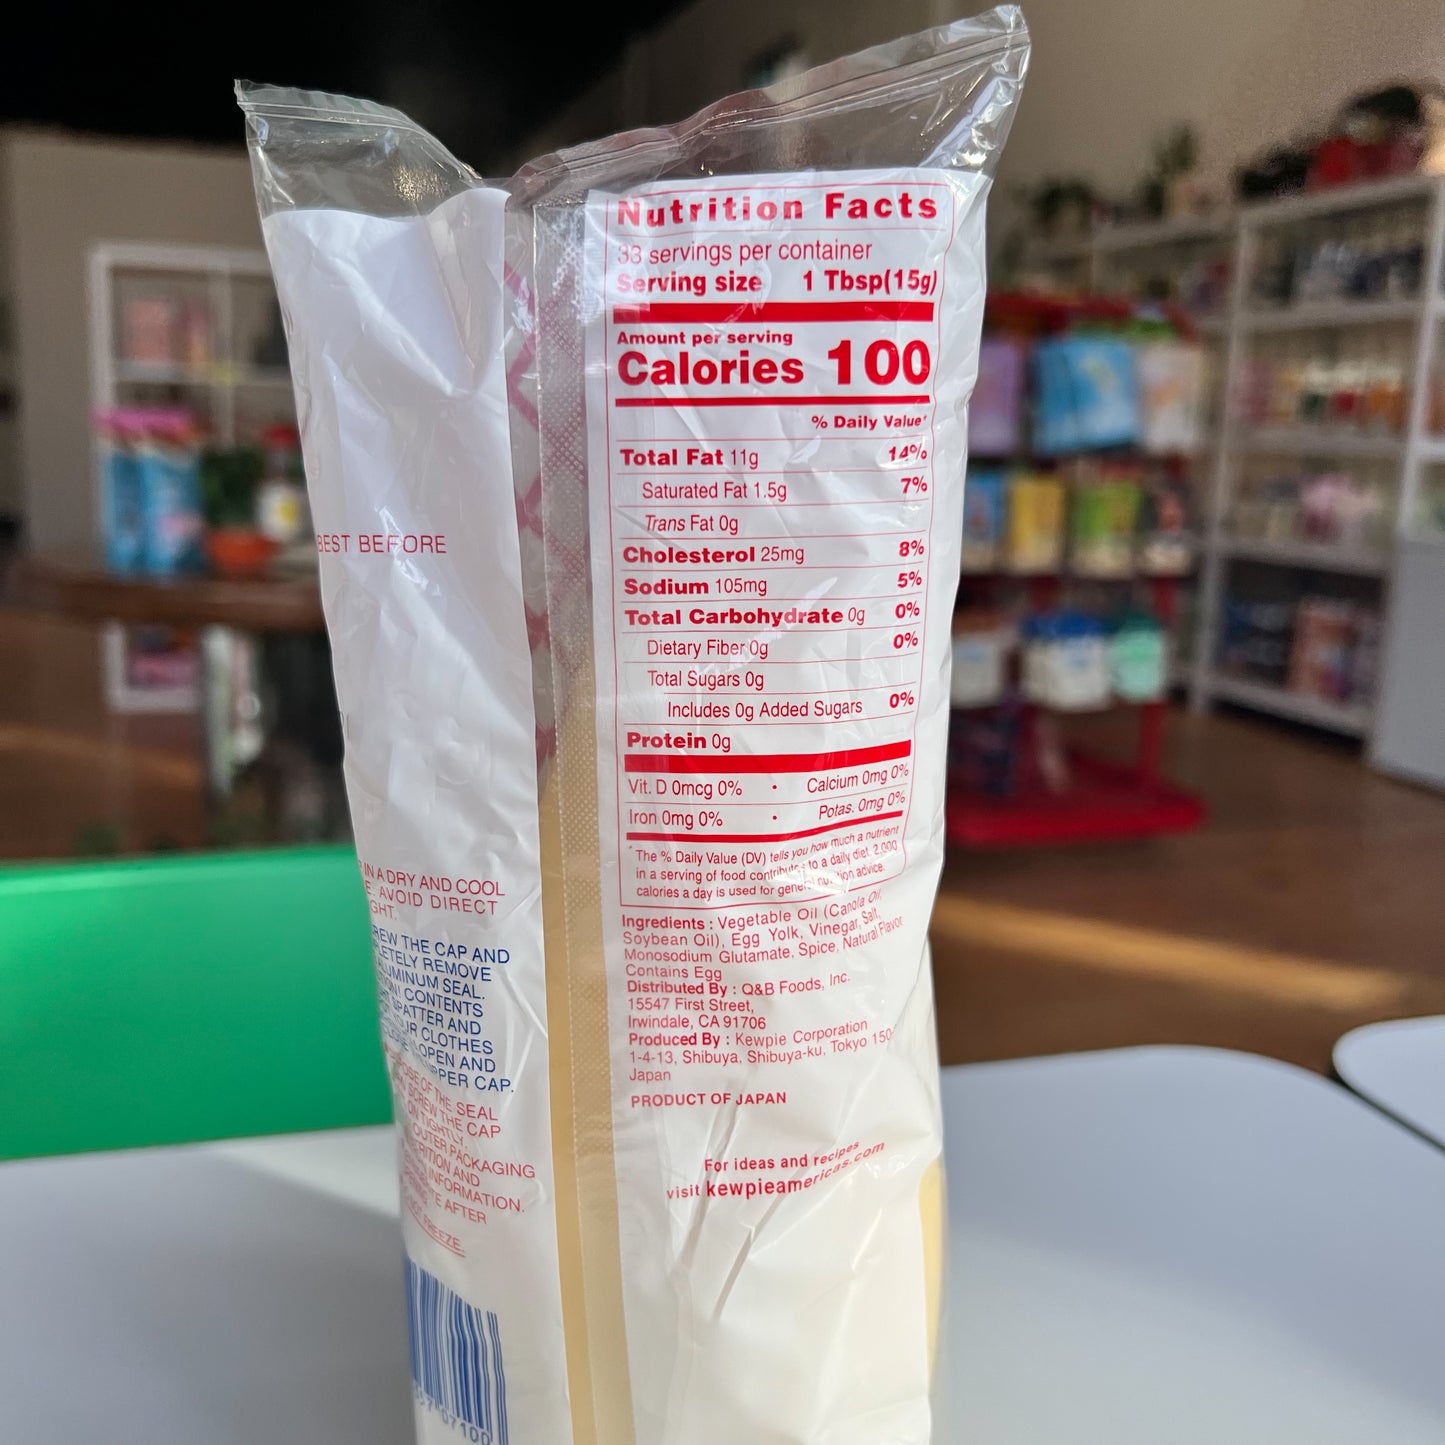 Nutrition Facts
33 servings per container
Serving size 1 Tbsp(15g)
Amount per serving
Calories 100
% Daily Value*
Total Fat 11g 14%
Saturated Fat 1.5g 7%
Trans Fat 0g
Cholesterol 25mg 8%
Sodium 105mg 5%
Total Carbohydrate 0g 0%
Dietary Fiber 0g 0%
Total Sugars 0g
Includes 0g Added Sugars 0%
Protein 0g
Vit. D 0mcg 0% • Calcium 0mg 0%
Iron 0mg 0% • Potas. 0mg 0%
* The % Daily Value (DV) tells you how much a nutrient
in a serving of food contributes to a daily diet. 2,000
calories a day is used for general nutrition advice.
Ingredients : Vegetable Oil (Canola Oil,
Soybean Oil), Egg Yolk, Vinegar, Salt,
Monosodium Glutamate, Spice, Natural Flavor
Contains Egg
Distributed By : Q&B Foods, Inc.
15547 First Street,
Irwindale, CA 91706
Produced By : Kewpie Corporation
1-4-13, Shibuya, Shibuya-ku, Tokyo 150
Japan
PRODUCT OF JAPAN
For ideas and recipes
visit kewpieamericas.com
BEST BEFORE
IN A DRY AND COOL
AVOID DIRECT
GHT.
REW THE CAP AND
LETELY REMOVE
ALUMINUM SEAL.
CONTENTS
SPATTER AND
YOUR CLOTHES
OPEN AND
UPPER CAP.
OF THE SEAL
SCREW THE CAP
ON TIGHTLY.
OUTER PACKAGING
AND
INFORMATION.
AFTER
FREEZE.
07100